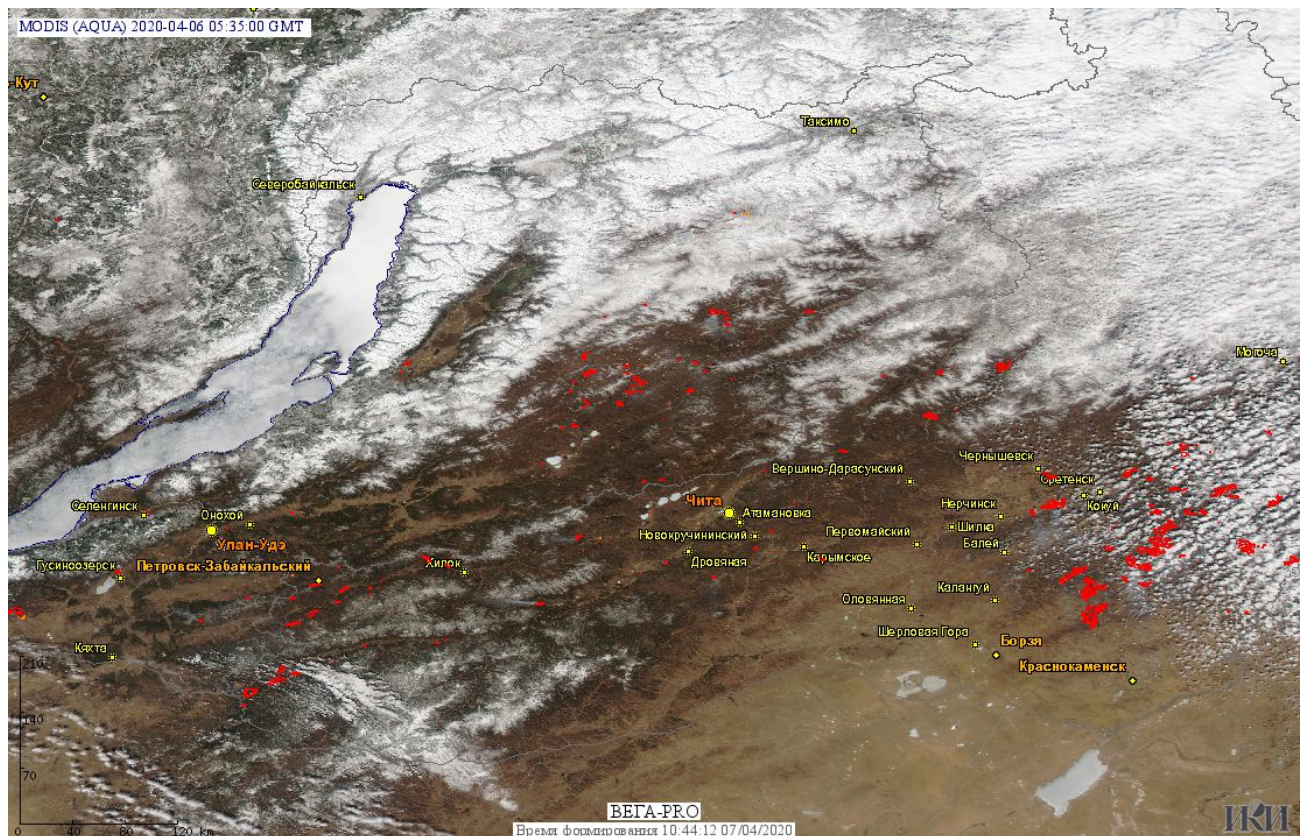 MODIS (AQUA) 2020-04-06 05:35:00 GMT
-Кут
Таксимо
Северобайкальск
Могоча
Чернышевск
Вершино-Дарасунский
Сретенск
Чита
Кокуй
Селенгинск
Нерчинск
Атамановка
Онохой
Шилка
Новокручининский
Первомайский
Улан-Удэ
Балей
Карымское
Дровяная
Хилок
Гусиноозерск
Петровск-Забайкальский
Калангуй
Оловянная
Шерловая Гора
Борзя
Кяхта
Краснокаменск
210
140
70
0 40 80 120 km
ВЕГА-PRO
Время формирования 10:44:12 07/04/2020
ИКИ